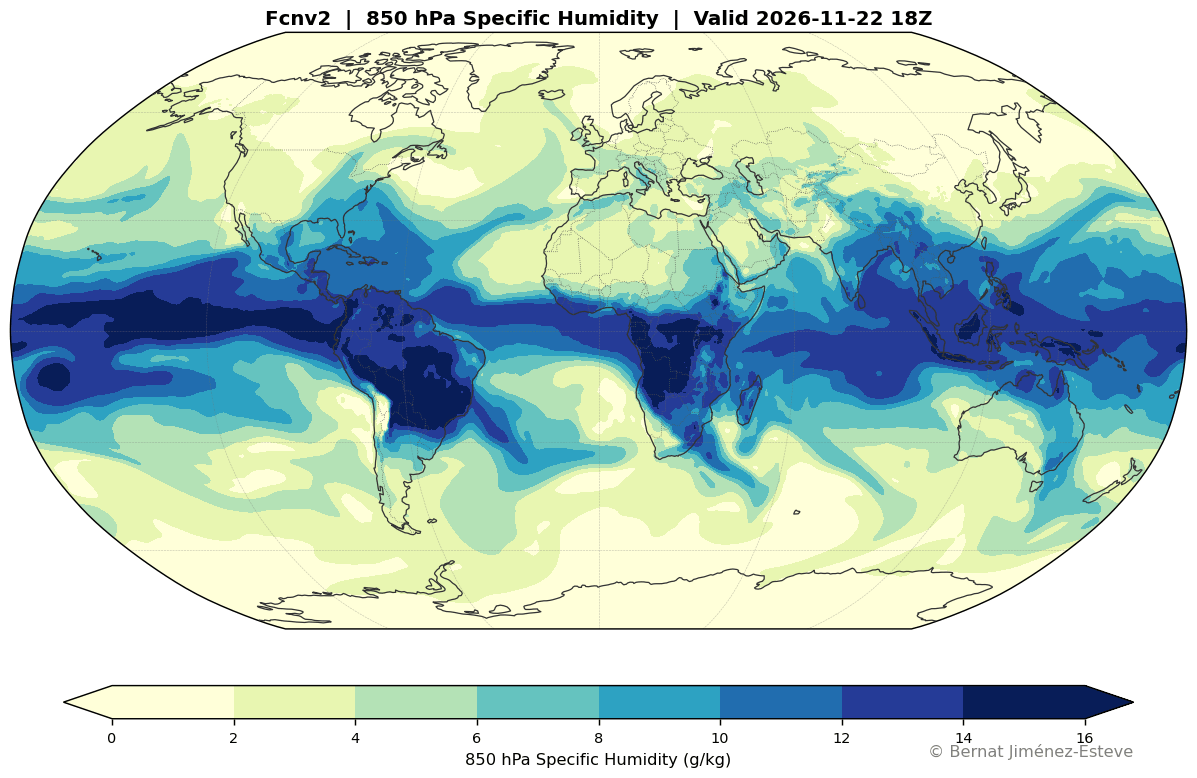 Fcnv2 | 850 hPa Specific Humidity | Valid 2026-11-22 18Z
0 2 4 6 8 10 12 14 16
850 hPa Specific Humidity (g/kg)
© Bernat Jiménez-Esteve